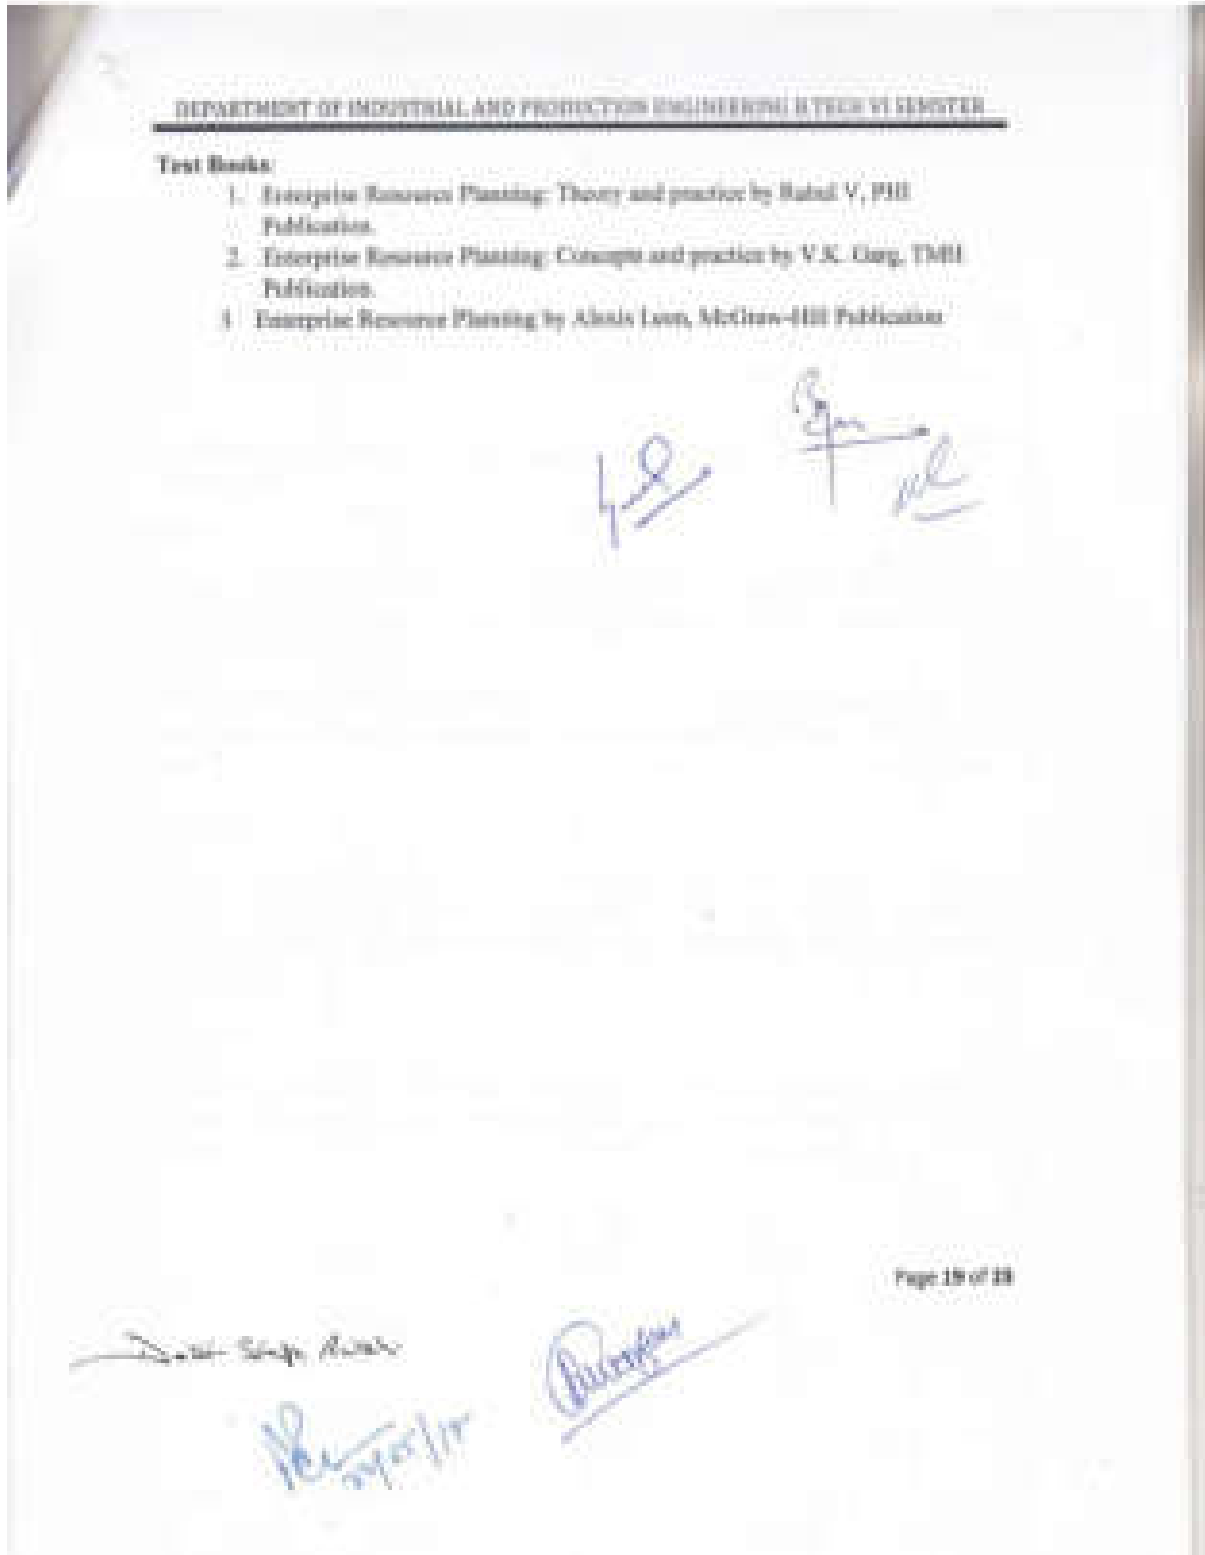 DEPARTMENT OF INDUSTRIAL AND PRODUCTION ENGINEERING B TECH VI SEMSTER
Text Books:
1. Enterprise Resource Planning: Theory and practice by Rahul V, PHI
Publication.
2. Enterprise Resource Planning: Concepts and practice by V.K. Garg, TMH
Publication.
3 Enterprise Resource Planning by Alexis Leon, McGraw-Hill Publication
Page 19 of